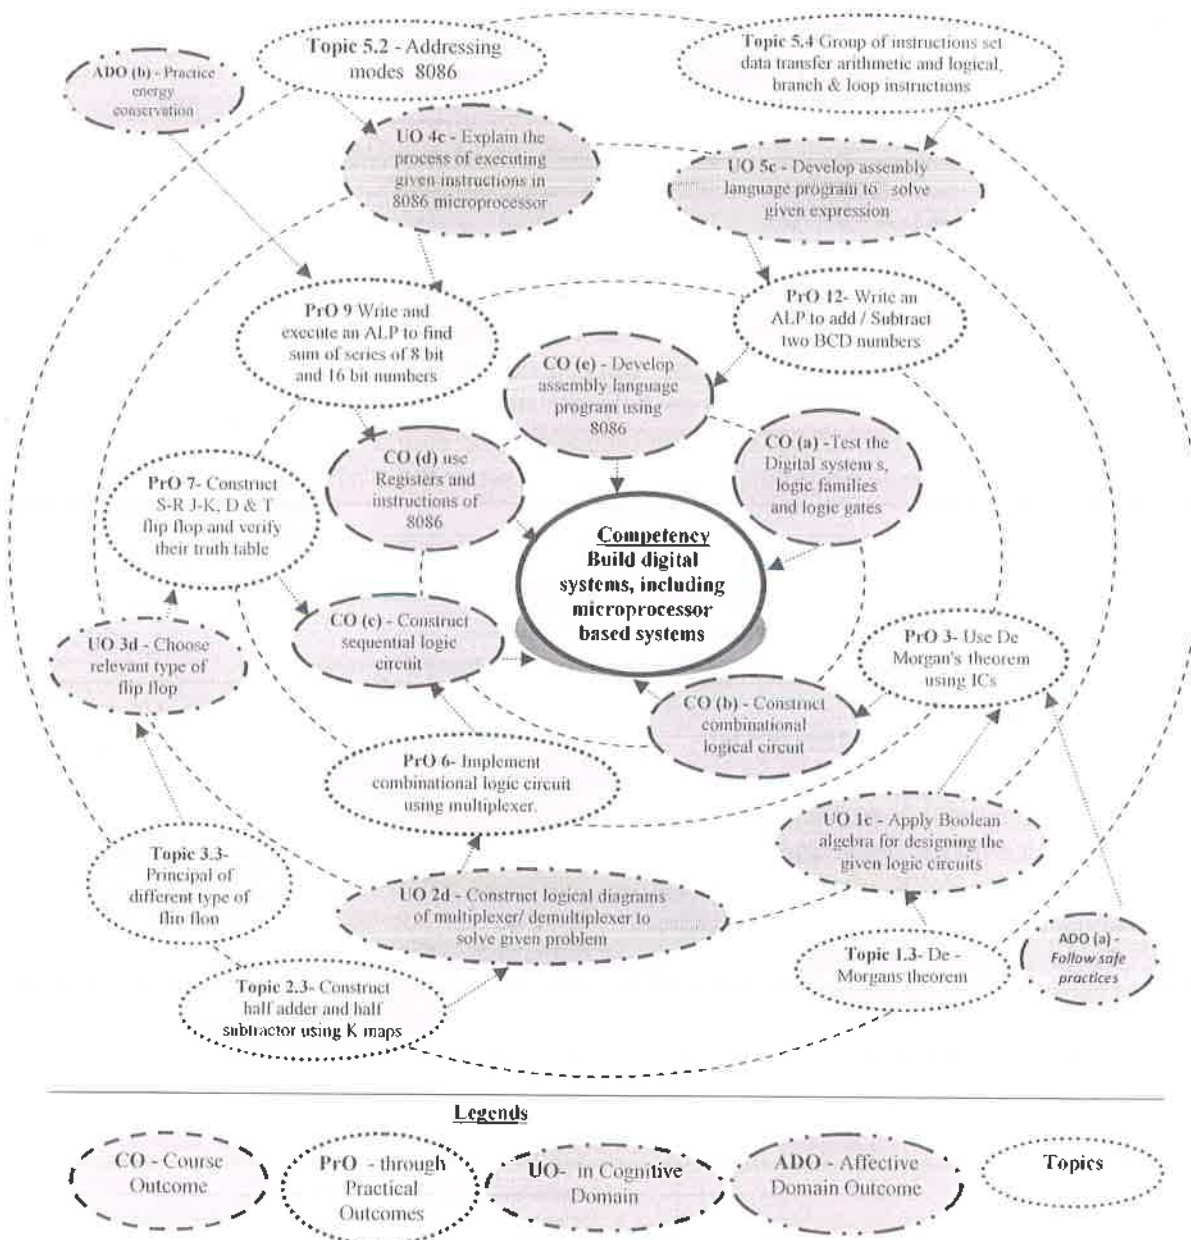 Topic 5.2 - Addressing
modes 8086
Topic 5.4 Group of instructions set
data transfer arithmetic and logical,
branch & loop instructions
ADO (b) - Practice
energy
conservation
UO 4c - Explain the
process of executing
given instructions in
8086 microprocessor
UO 5c - Develop assembly
language program to solve
given expression
PrO 9 Write and
execute an ALP to find
sum of series of 8 bit
and 16 bit numbers
PrO 12- Write an
ALP to add / Subtract
two BCD numbers
CO (e) - Develop
assembly language
program using
8086
CO (a) -Test the
Digital system s,
logic families
and logic gates
CO (d) use
Registers and
instructions of
8086
PrO 7- Construct
S-R J-K, D & T
flip flop and verify
their truth table
Competency
Build digital
systems, including
microprocessor
based systems
CO (c) - Construct
sequential logic
circuit
UO 3d - Choose
relevant type of
flip flop
PrO 3- Use De
Morgan's theorem
using ICs
CO (b) - Construct
combinational
logical circuit
PrO 6- Implement
combinational logic circuit
using multiplexer.
UO 1c - Apply Boolean
algebra for designing the
given logic circuits
Topic 3.3-
Principal of
different type of
flip flop
UO 2d - Construct logical diagrams
of multiplexer/ demultiplexer to
solve given problem
Topic 1.3- De -
Morgans theorem
ADO (a) -
Follow safe
practices
Topic 2.3- Construct
half adder and half
subtractor using K maps
Legends
CO - Course
Outcome
PrO - through
Practical
Outcomes
UO- in Cognitive
Domain
ADO - Affective
Domain Outcome
Topics